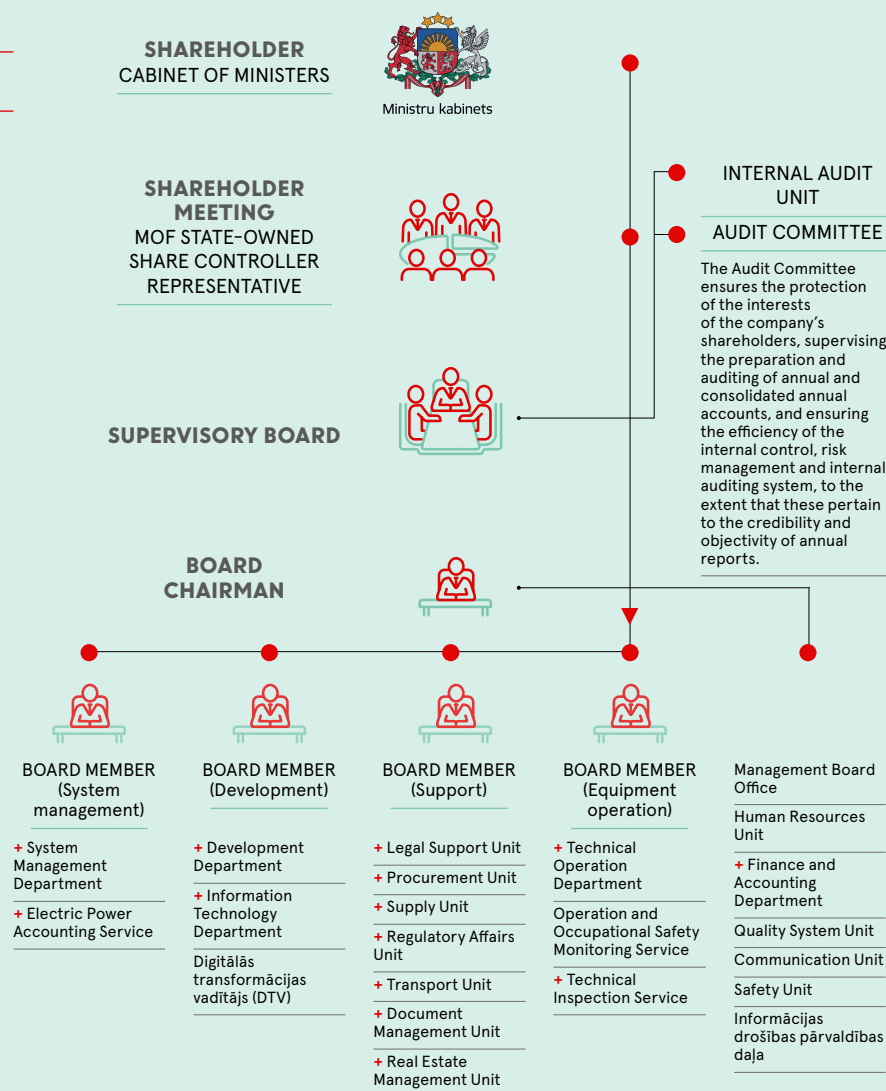 SHAREHOLDER
CABINET OF MINISTERS
Ministru kabinets
SHAREHOLDER
MEETING
MOF STATE-OWNED
SHARE CONTROLLER
REPRESENTATIVE
INTERNAL AUDIT
UNIT
AUDIT COMMITTEE
The Audit Committee
ensures the protection
of the interests
of the company's
shareholders, supervising
the preparation and
auditing of annual and
consolidated annual
accounts, and ensuring
the efficiency of the
internal control, risk
management and internal
auditing system, to the
extent that these pertain
to the credibility and
objectivity of annual
reports.
SUPERVISORY BOARD
BOARD
CHAIRMAN
BOARD MEMBER
(System
management)
+ System
Management
Department
+ Electric Power
Accounting Service
BOARD MEMBER
(Development)
+ Development
Department
+ Information
Technology
Department
Digitālās
transformācijas
vadītājs (DTV)
BOARD MEMBER
(Support)
+ Legal Support Unit
+ Procurement Unit
+ Supply Unit
+ Regulatory Affairs
Unit
+ Transport Unit
+ Document
Management Unit
+ Real Estate
Management Unit
BOARD MEMBER
(Equipment
operation)
+ Technical
Operation
Department
Operation and
Occupational Safety
Monitoring Service
+ Technical
Inspection Service
Management Board
Office
Human Resources
Unit
+ Finance and
Accounting
Department
Quality System Unit
Communication Unit
Safety Unit
Informācijas
drošības pārvaldības
daļa